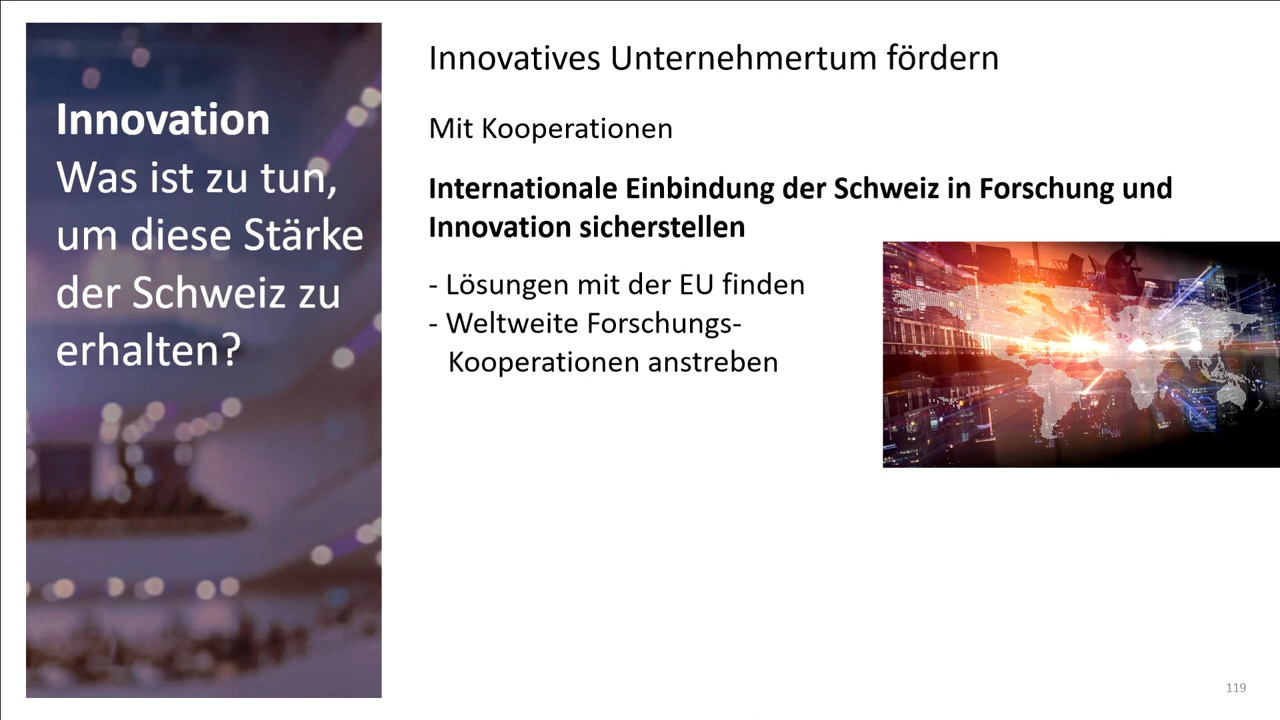 Innovation
Was ist zu tun,
um diese Stärke
der Schweiz zu
erhalten?
Innovatives Unternehmertum fördern
Mit Kooperationen
Internationale Einbindung der Schweiz in Forschung und
Innovation sicherstellen
- Lösungen mit der EU finden
- Weltweite Forschungs-
Kooperationen anstreben
119